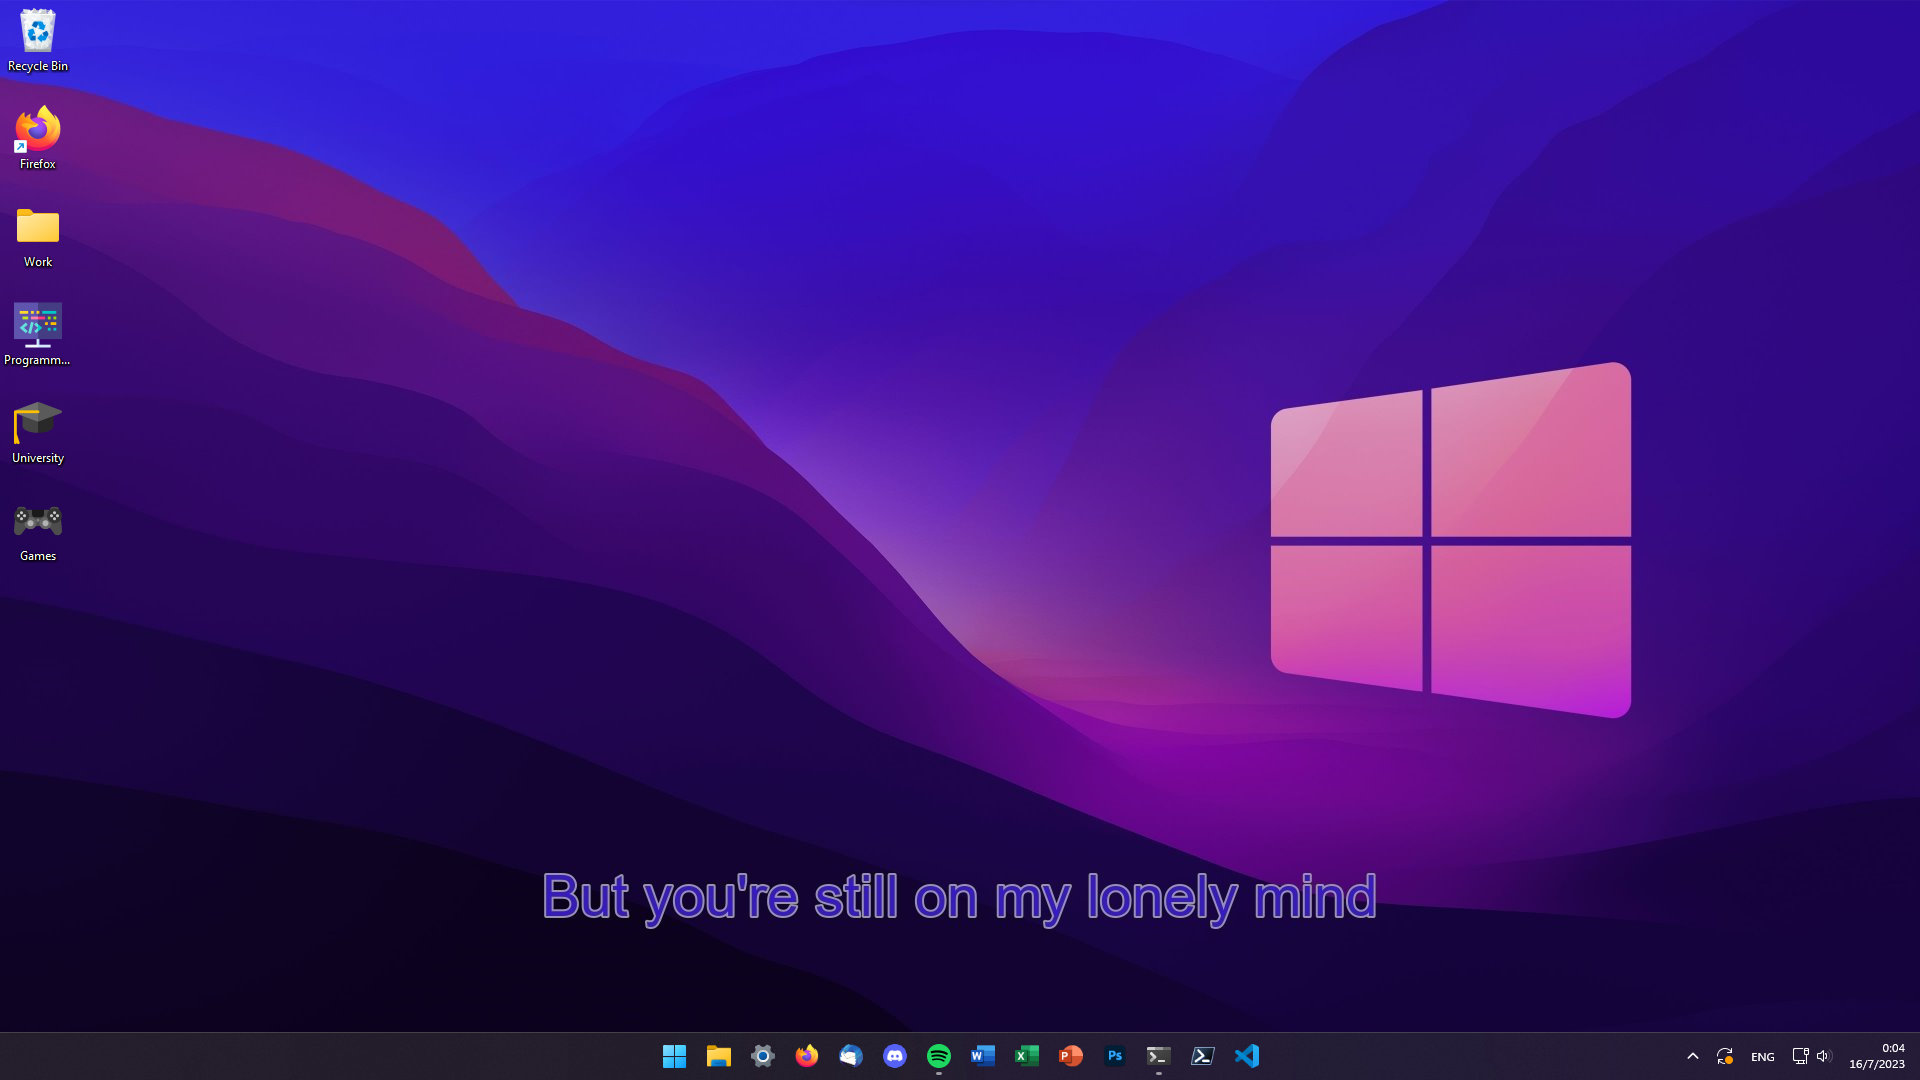 Recycle Bin
Firefox
Work
Programm...
University
Games
But you're still on my lonely mind
ENG
0:04
16/7/2023